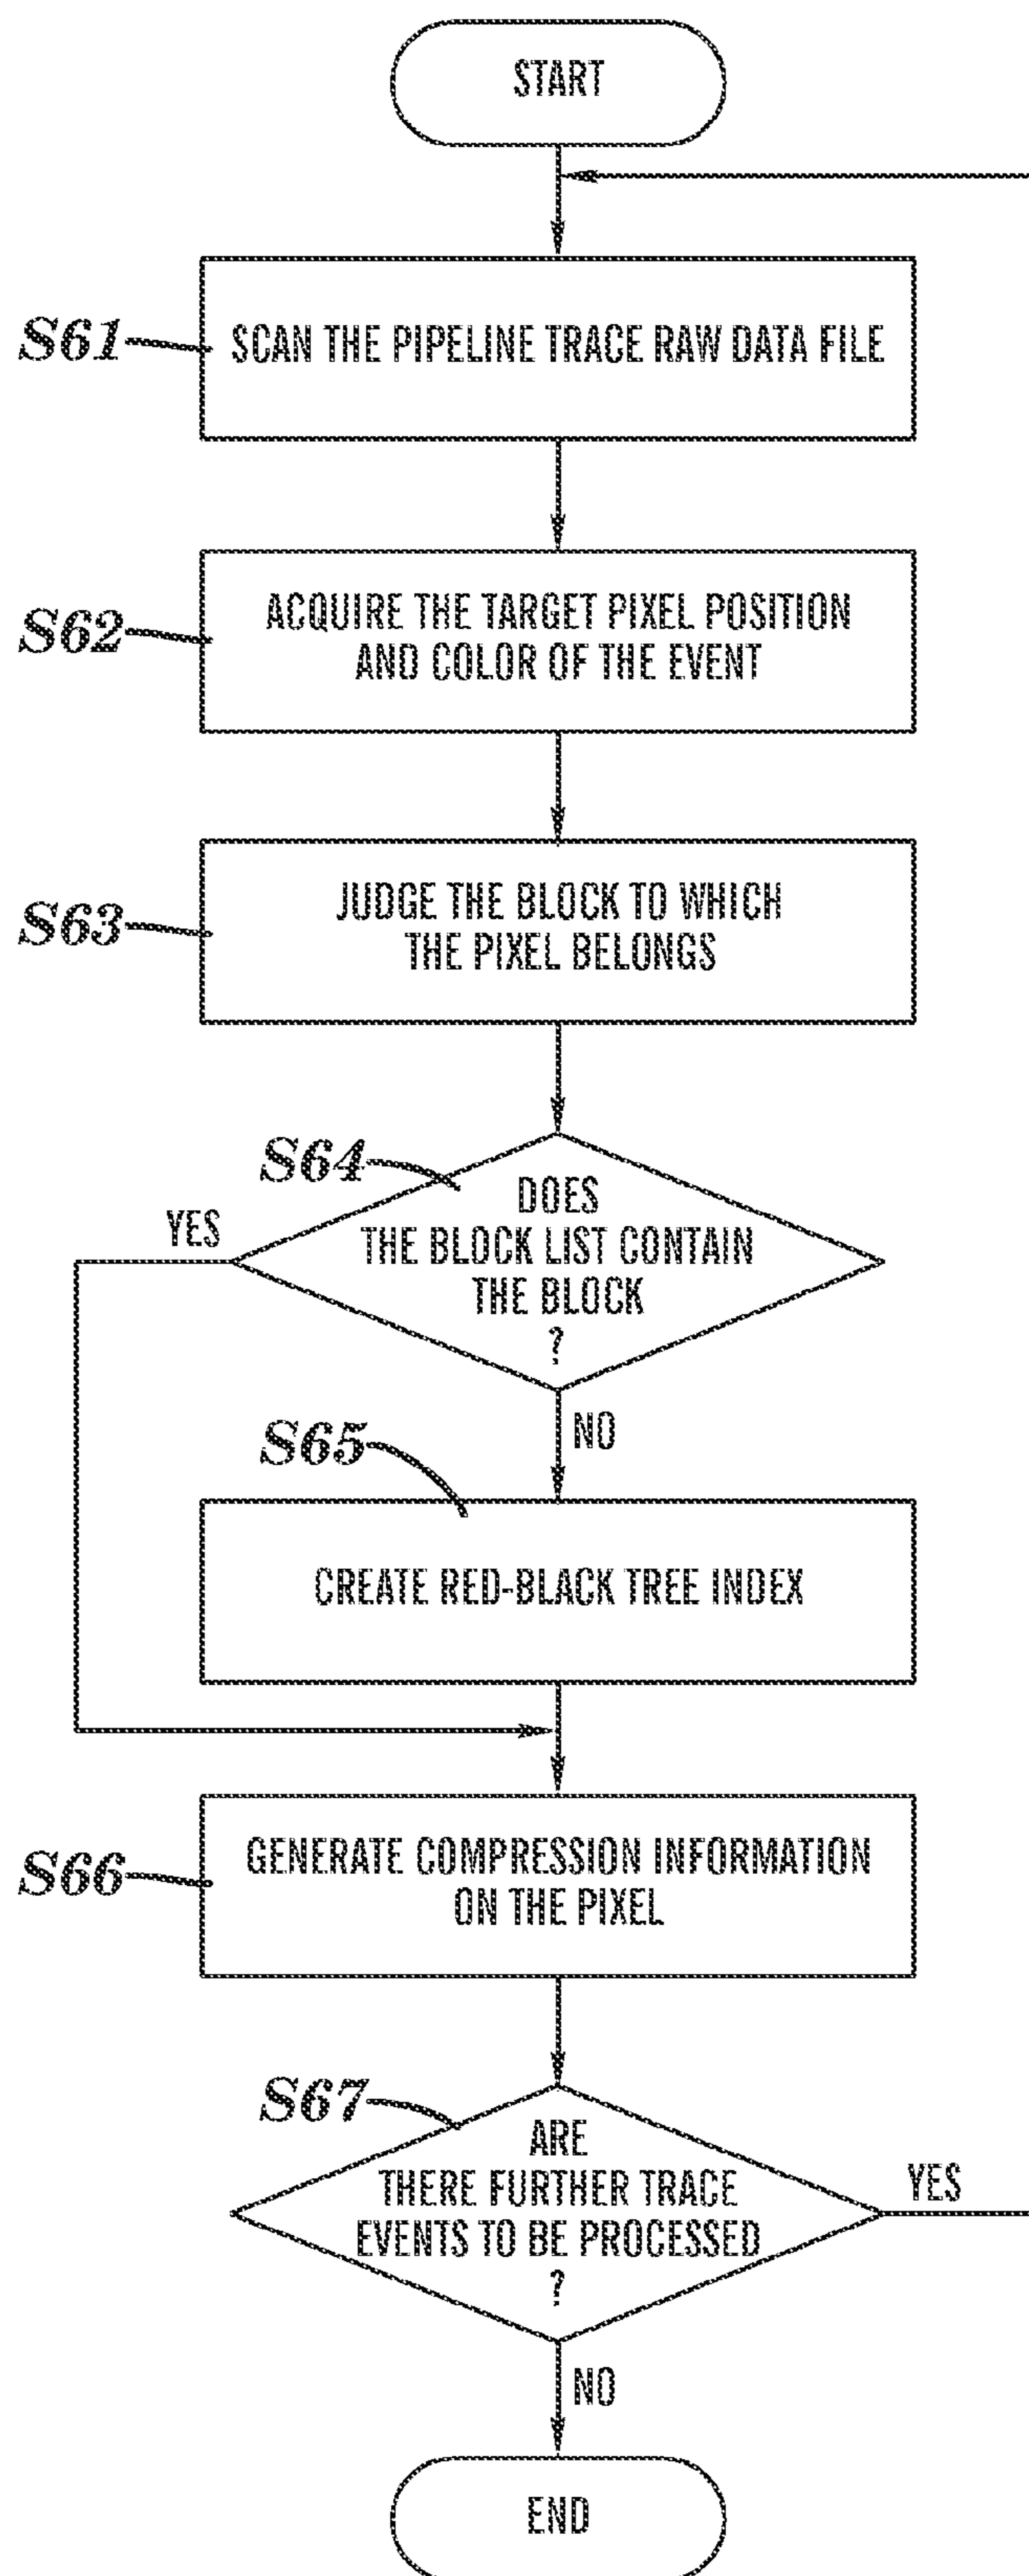 START
S61
SCAN THE PIPELINE TRACE RAW DATA FILE
S62
ACQUIRE THE TARGET PIXEL POSITION
AND COLOR OF THE EVENT
S63
JUDGE THE BLOCK TO WHICH
THE PIXEL BELONGS
S64
DOES
THE BLOCK LIST CONTAIN
THE BLOCK
?
YES
NO
S65
CREATE RED-BLACK TREE INDEX
S66
GENERATE COMPRESSION INFORMATION
ON THE PIXEL
S67
ARE
THERE FURTHER TRACE
EVENTS TO BE PROCESSED
?
YES
NO
END